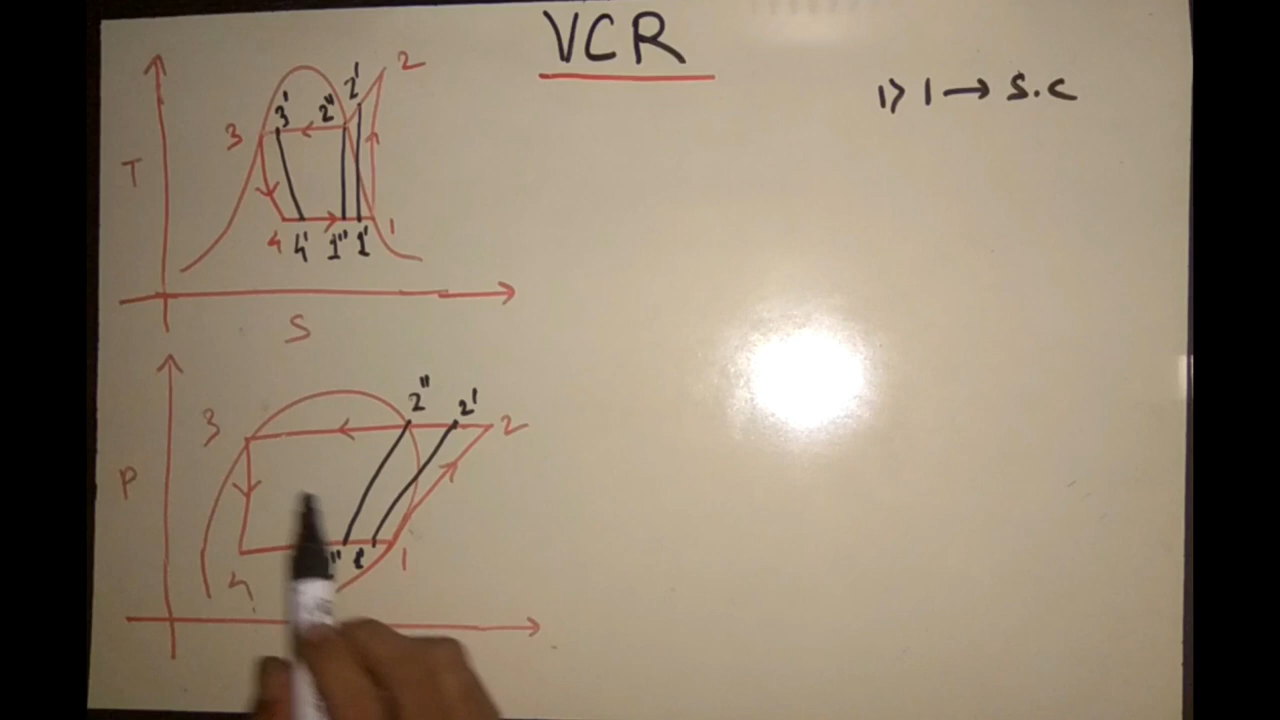 VCR
1) 1 → S.C
2
2'
3' 2"
3
T
4 4' 1" 1' 1
S
2" 2'
3 2
P
1' 1
4